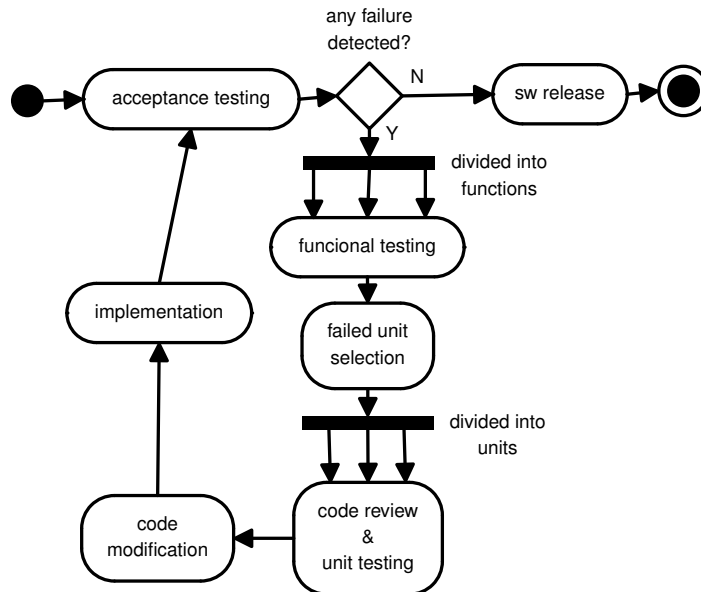 any failure
detected?
acceptance testing
N
sw release
Y
divided into
functions
funcional testing
implementation
failed unit
selection
divided into
units
code
modification
code review
&
unit testing